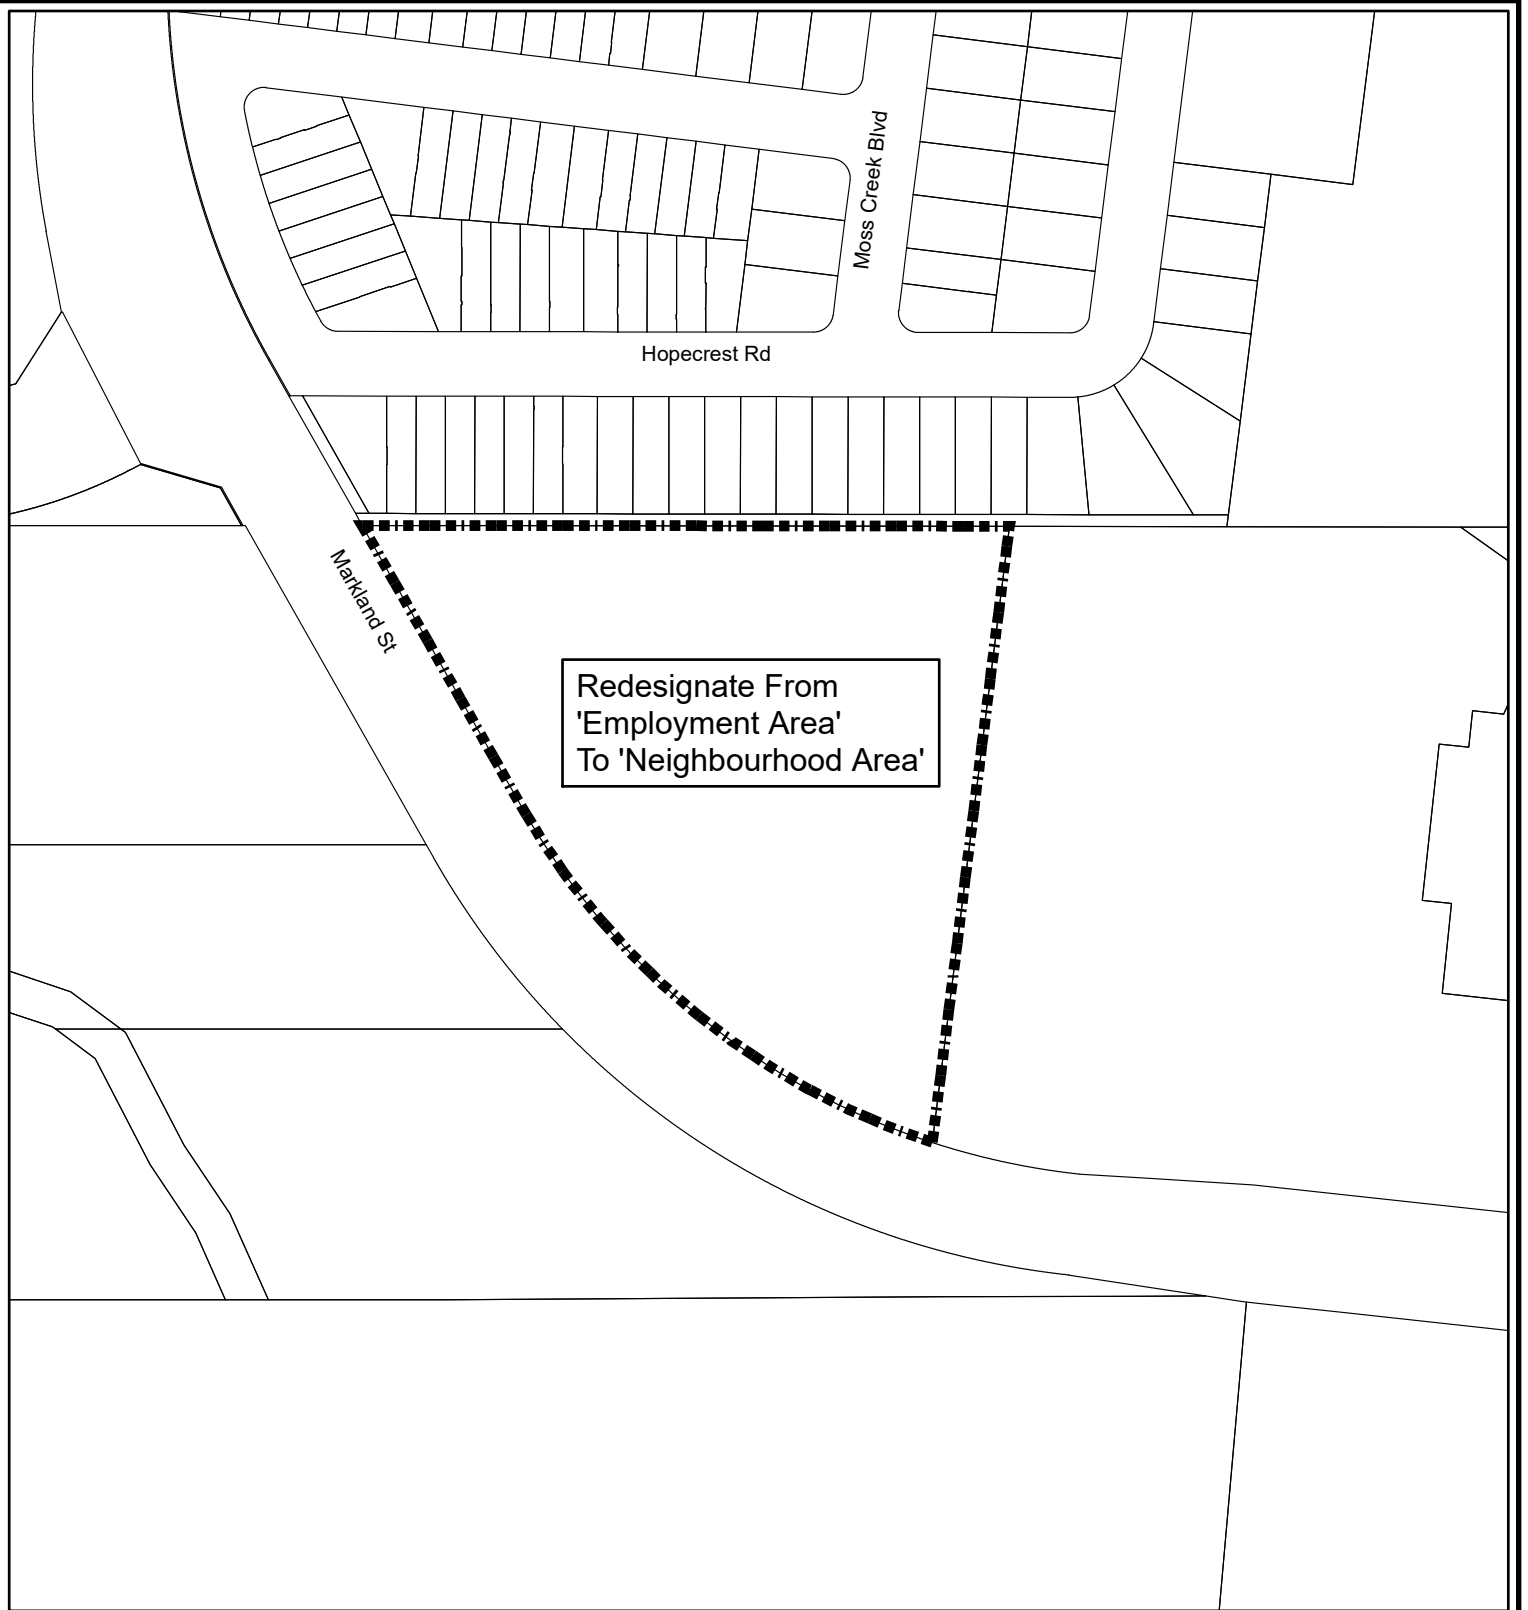 Moss Creek Blvd
Hopecrest Rd
Markland St
Redesignate From
'Employment Area'
To 'Neighbourhood Area'